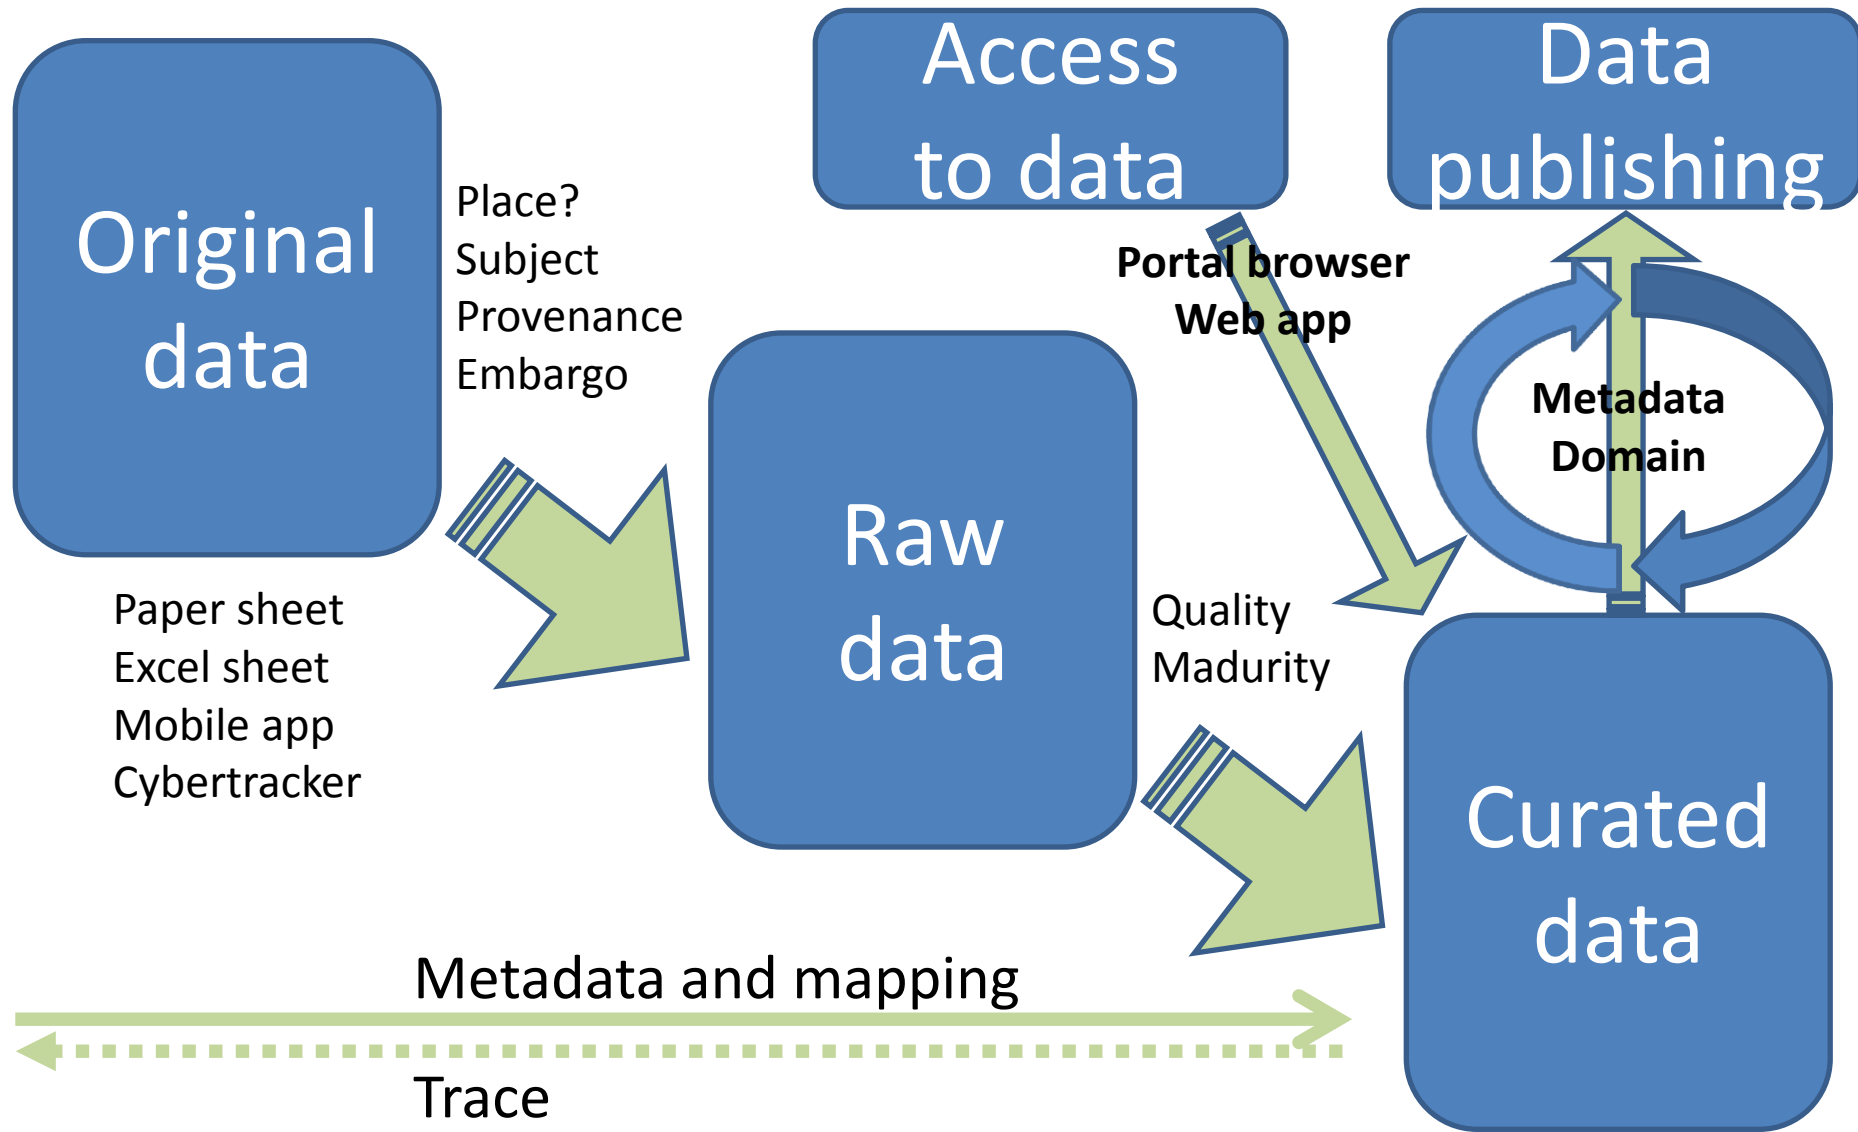 Original
data
Paper sheet
Excel sheet
Mobile app
Cybertracker
Place?
Subject
Provenance
Embargo
Raw
data
Access
to data
Portal browser
Web app
Data
publishing
Metadata
Domain
Quality
Madurity
Curated
data
Metadata and mapping
Trace